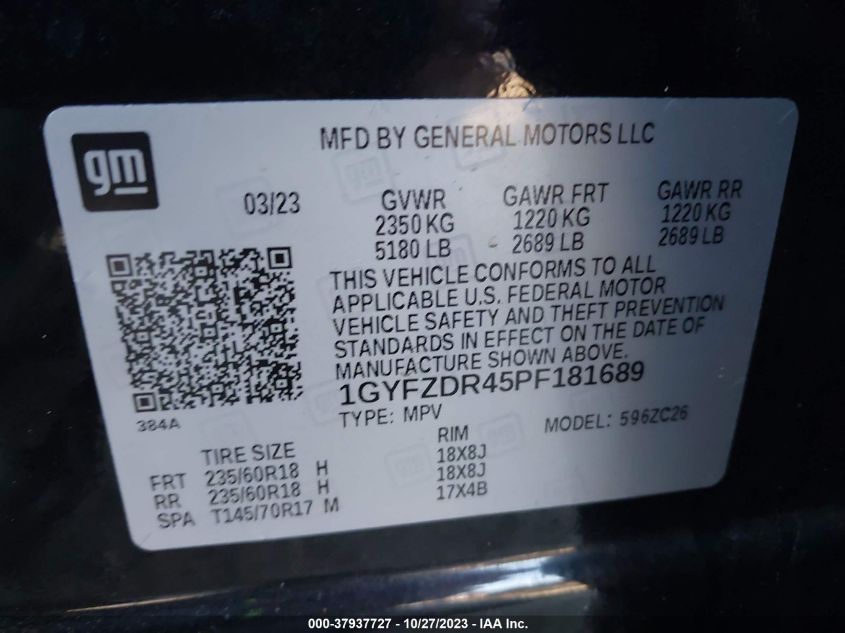 gm
MFD BY GENERAL MOTORS LLC
03/23
GVWR GAWR FRT GAWR RR
2350 KG 1220 KG 1220 KG
5180 LB 2689 LB 2689 LB
THIS VEHICLE CONFORMS TO ALL
APPLICABLE U.S. FEDERAL MOTOR
VEHICLE SAFETY AND THEFT PREVENTION
STANDARDS IN EFFECT ON THE DATE OF
MANUFACTURE SHOWN ABOVE.
1GYFZDR45PF181689
384A
TYPE: MPV MODEL: 596ZC26
TIRE SIZE RIM
FRT 235/60R18 H 18X8J
RR 235/60R18 H 18X8J
SPA T145/70R17 M 17X4B
000-37937727 - 10/27/2023 - IAA Inc.